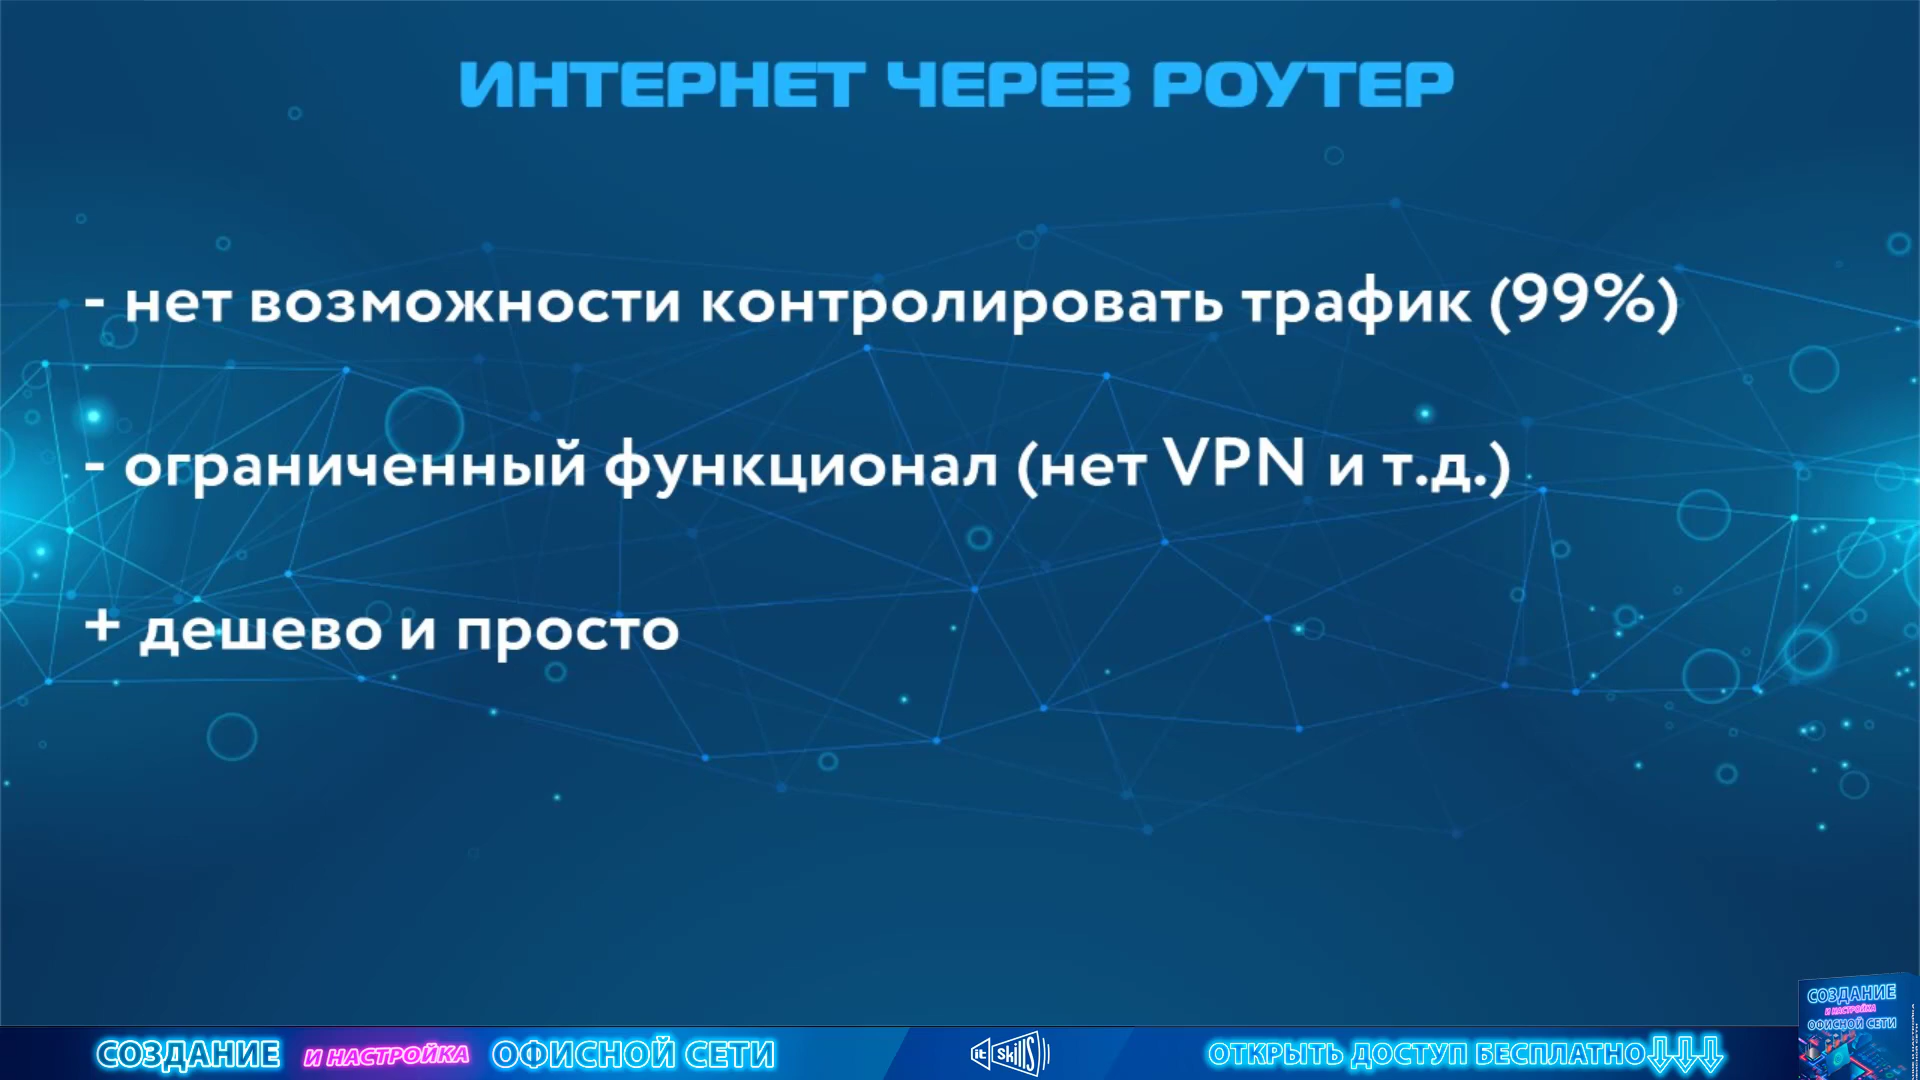 ИНТЕРНЕТ ЧЕРЕЗ РОУТЕР
- нет возможности контролировать трафик (99%)
- ограниченный функционал (нет VPN и т.д.)
+ дешево и просто
СОЗДАНИЕ
И НАСТРОЙКА
ОФИСНОЙ СЕТИ
СОЗДАНИЕ И НАСТРОЙКА ОФИСНОЙ СЕТИ
it skills
ОТКРЫТЬ ДОСТУП БЕСПЛАТНО